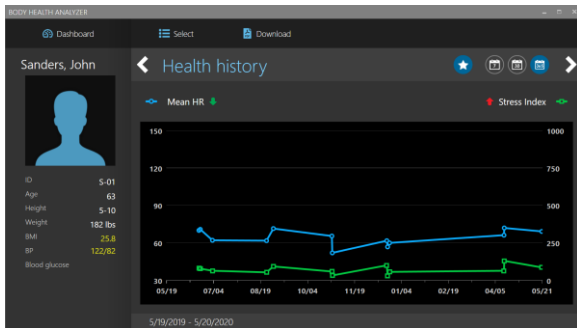 BODY HEALTH ANALYZER
Dashboard
Select
Download
Sanders, John
Health history
Mean HR
Stress Index
150
120
90
60
30
1000
750
500
250
0
05/19 07/04 08/19 10/04 11/19 01/04 02/19 04/05 05/21
ID S-01
Age 63
Height 5-10
Weight 182 lbs
BMI 25.8
BP 122/82
Blood glucose
5/19/2019 - 5/20/2020